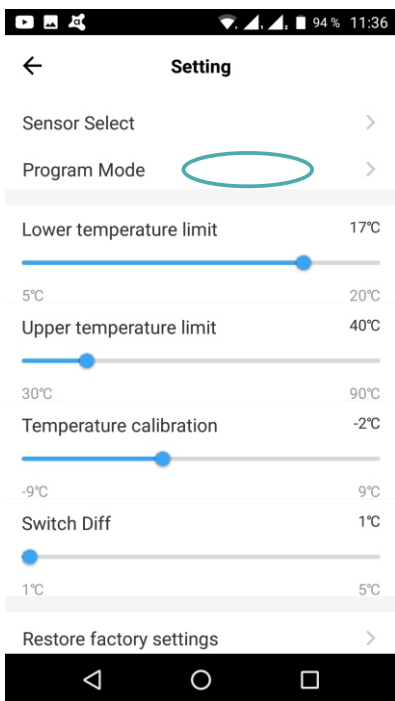 94 % 11:36
Setting
Sensor Select
Program Mode
Lower temperature limit 17℃
5℃ 20℃
Upper temperature limit 40℃
30℃ 90℃
Temperature calibration -2℃
-9℃ 9℃
Switch Diff 1℃
1℃ 5℃
Restore factory settings